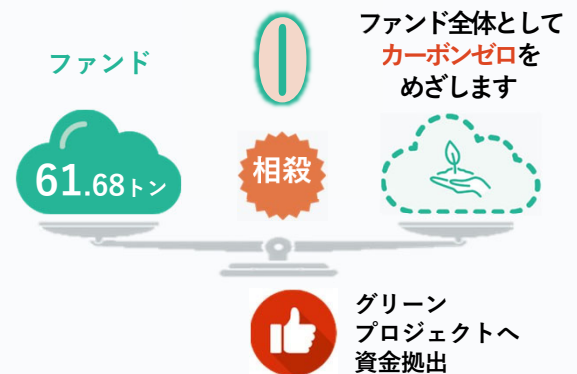 ファンド
ファンド全体として
カーボンゼロを
めざします
61.68トン
相殺
グリーン
プロジェクトへ
資金拠出